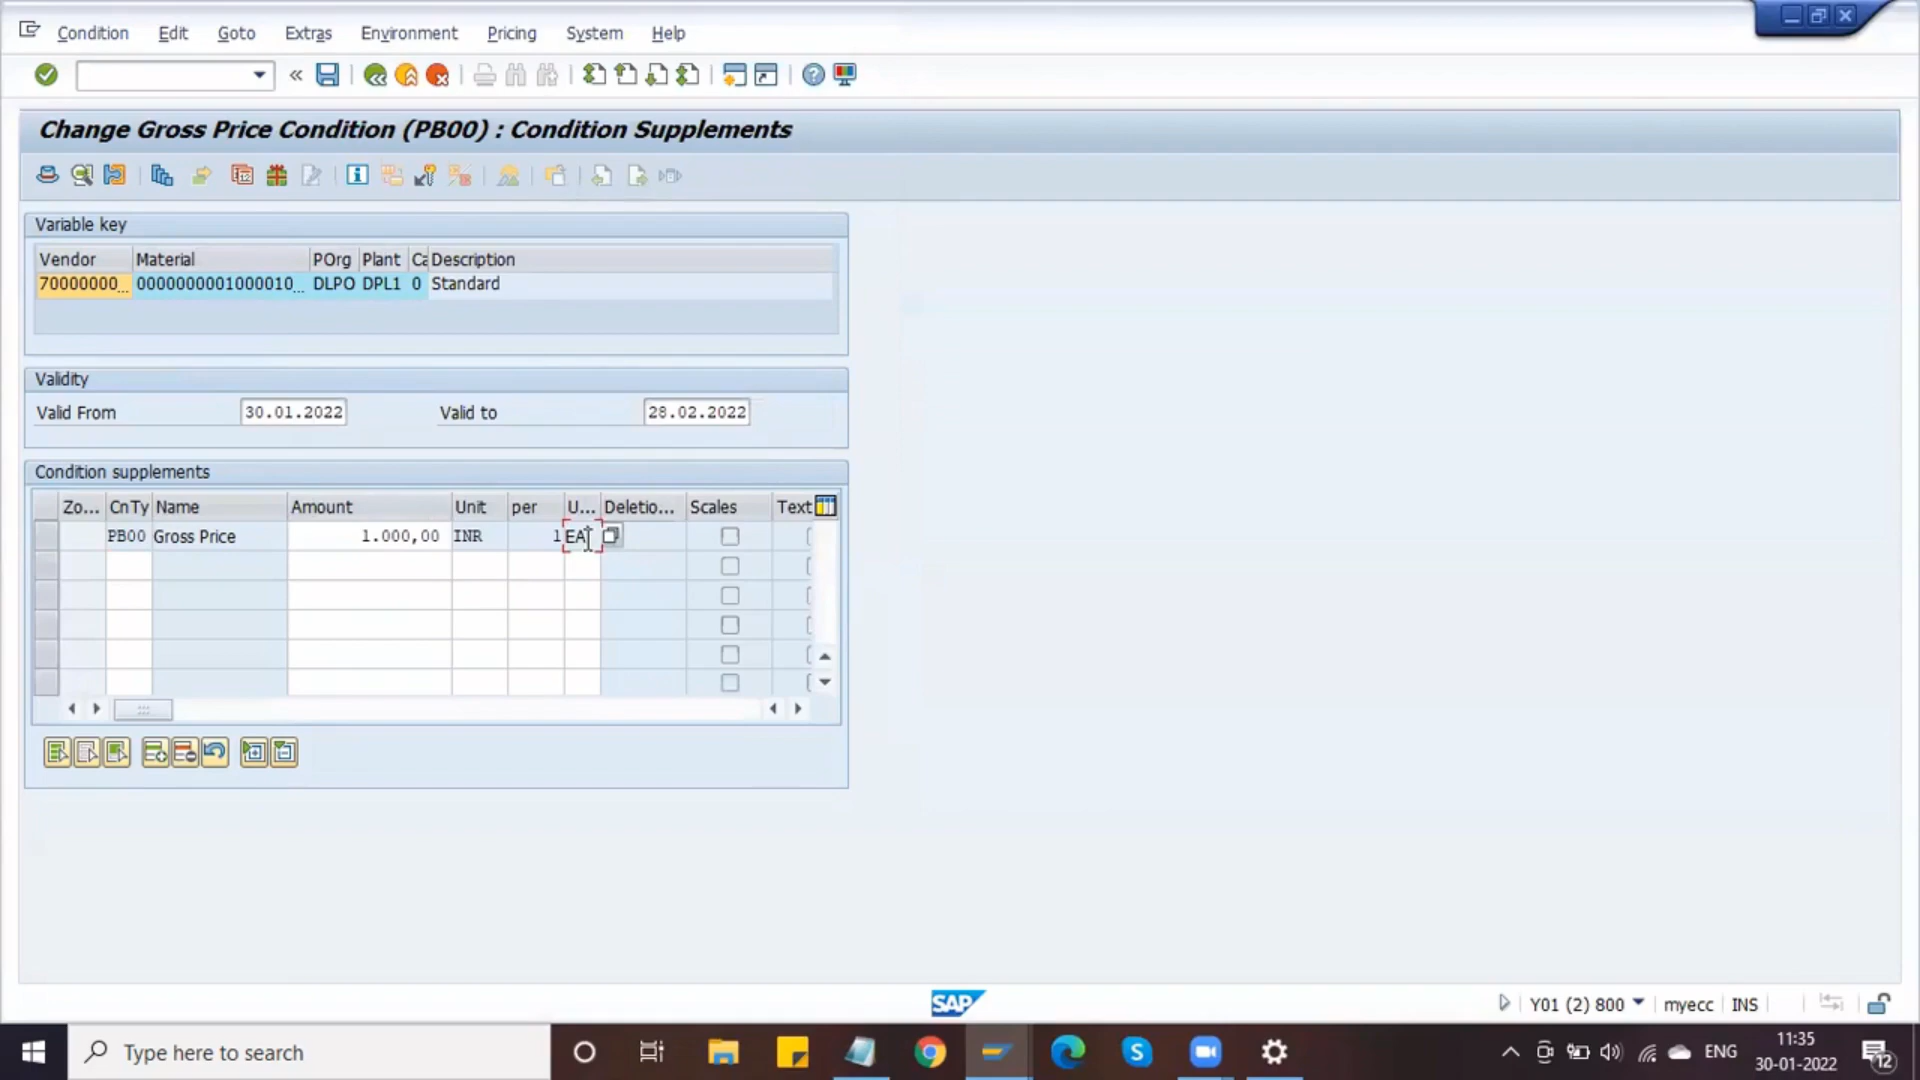 Condition Edit Goto Extras Environment Pricing System Help
«
Change Gross Price Condition (PB00) : Condition Supplements
Variable key
Vendor Material POrg Plant Ca Description
70000000... 0000000001000010... DLPO DPL1 0 Standard
Validity
Valid From 30.01.2022 Valid to 28.02.2022
Condition supplements
Zo... CnTy Name Amount Unit per U... Deletio... Scales Text
PB00 Gross Price 1.000,00 INR 1 EA
SAP
Y01 (2) 800 myecc INS
Type here to search
ENG
11:35
30-01-2022
12